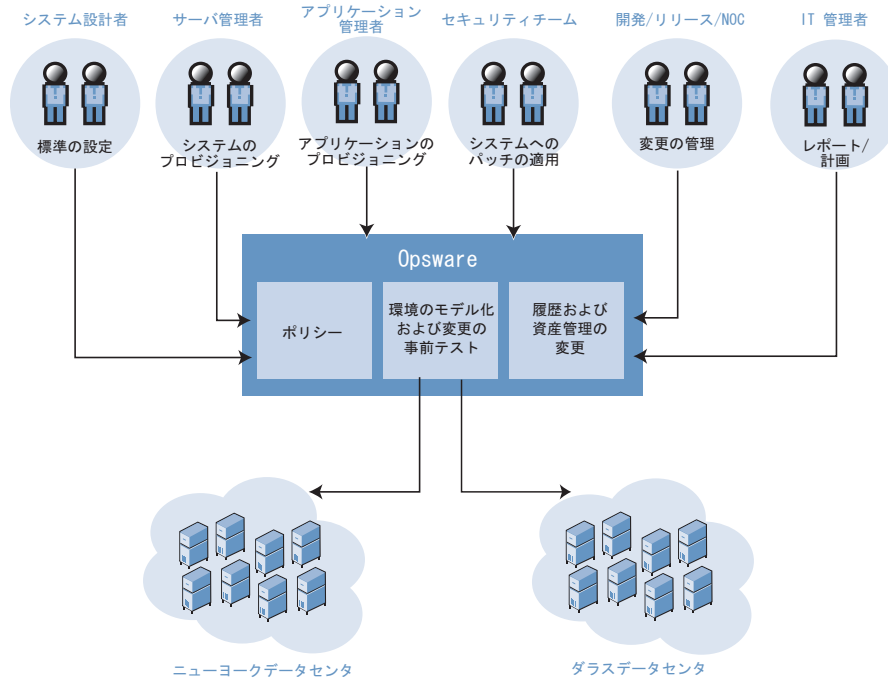 システム設計者
サーバ管理者
アプリケーション
管理者
セキュリティチーム
開発/リリース/NOC
IT 管理者
標準の設定
システムの
プロビジョニング
アプリケーションの
プロビジョニング
システムへの
パッチの適用
変更の管理
レポート/
計画
Opsware
ポリシー
環境のモデル化
および変更の
事前テスト
履歴および
資産管理の
変更
ニューヨークデータセンタ
ダラスデータセンタ